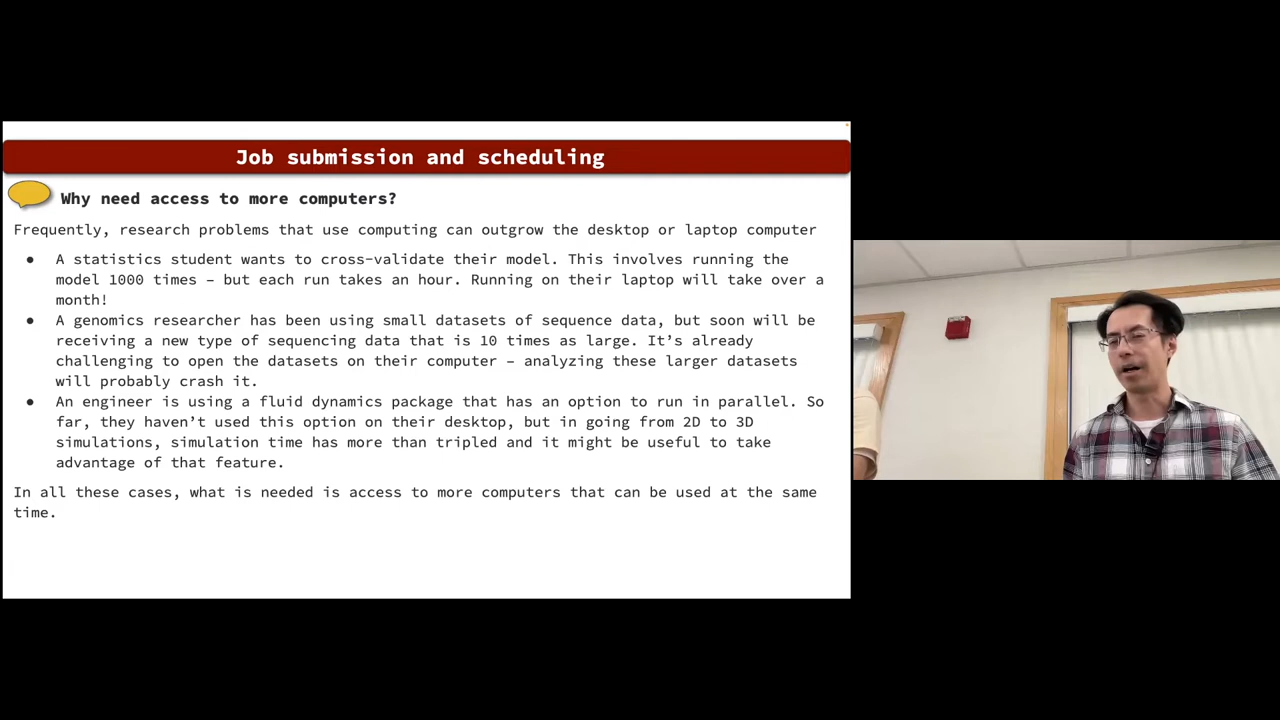 Job submission and scheduling
Why need access to more computers?
Frequently, research problems that use computing can outgrow the desktop or laptop computer
● A statistics student wants to cross-validate their model. This involves running the
model 1000 times – but each run takes an hour. Running on their laptop will take over a
month!
● A genomics researcher has been using small datasets of sequence data, but soon will be
receiving a new type of sequencing data that is 10 times as large. It’s already
challenging to open the datasets on their computer – analyzing these larger datasets
will probably crash it.
● An engineer is using a fluid dynamics package that has an option to run in parallel. So
far, they haven’t used this option on their desktop, but in going from 2D to 3D
simulations, simulation time has more than tripled and it might be useful to take
advantage of that feature.
In all these cases, what is needed is access to more computers that can be used at the same
time.